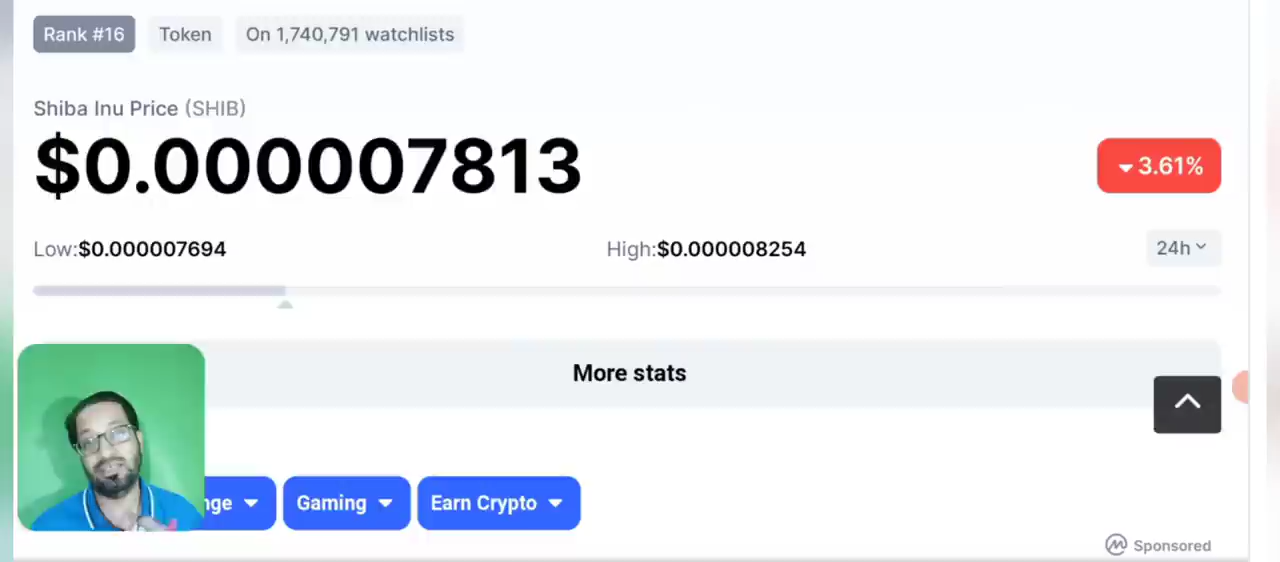 Rank #16 Token On 1,740,791 watchlists
Shiba Inu Price (SHIB)
$0.000007813
3.61%
Low:$0.000007694 High:$0.000008254 24h
More stats
Gaming Earn Crypto
Sponsored